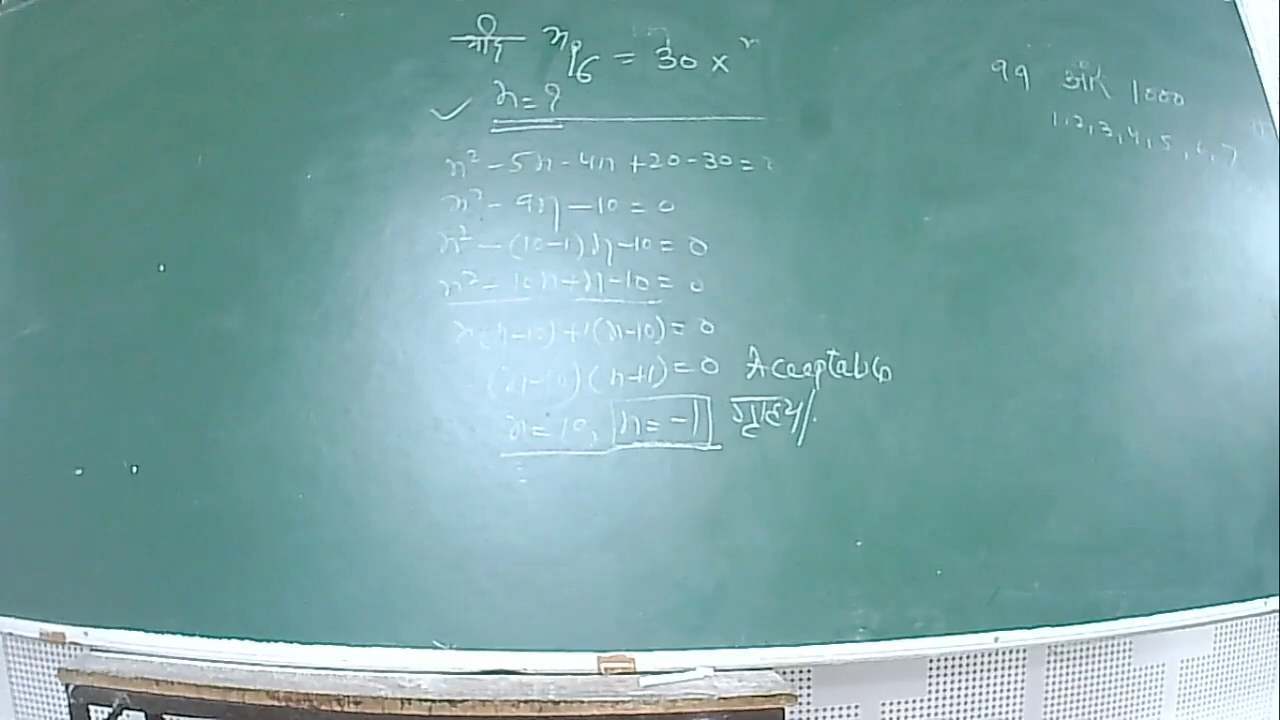 यदि ⁿP₆ = 30 × ⁿ
n = ?
n² - 5n - 4n + 20 - 30 =
n² - 9n - 10 = 0
n² - (10-1)n - 10 = 0
n² - 10n + n - 10 = 0
n(n-10) + 1(n-10) = 0
(n-10)(n+1) = 0 Acceptable
n = 10, n = -1 ग्राह्य
99 और 1000
1, 2, 3, 4, 5, 6, 7